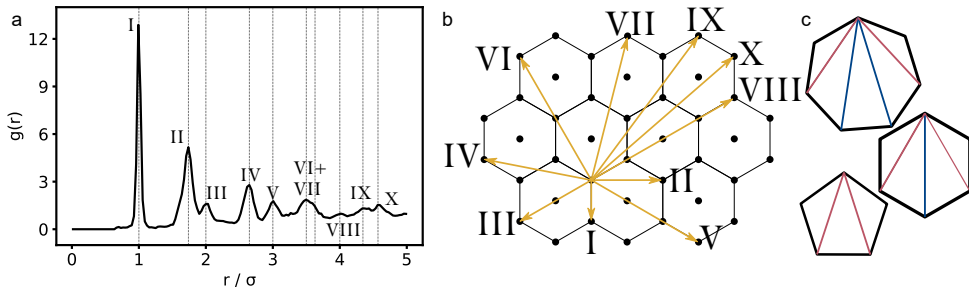 a
g(r)
12
9
6
3
0
I
II
III
IV
V
VI+
VII
VIII
IX
X
0 1 2 3 4 5
r / σ
b
VI
VII
IX
X
VIII
IV
II
III
I
V
c